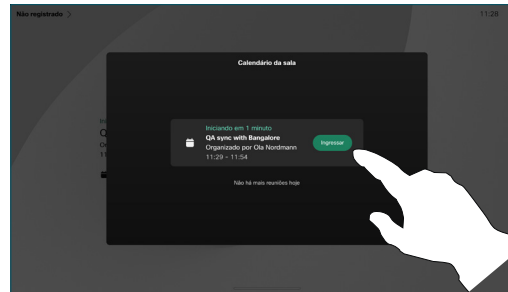 Não registrado
11:28
Calendário da sala
Iniciando em 1 minuto
QA sync with Bangalore
Organizado por Ola Nordmann
11:29 – 11:54
Ingressar
Não há mais reuniões hoje